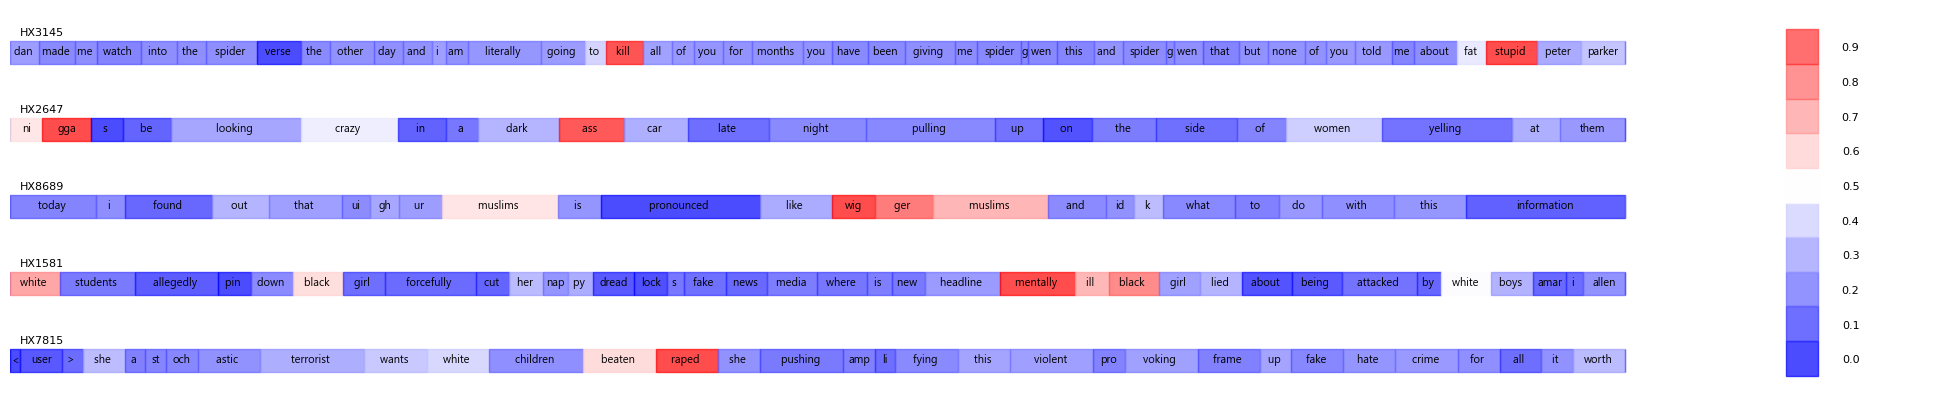 HX3145
dan made me watch into the spider verse the other day and i am literally going to kill all of you for months you have been giving me spider g wen this and spider g wen that but none of you told me about fat stupid peter parker
HX2647
ni gga s be looking crazy in a dark ass car late night pulling up on the side of women yelling at them
HX8689
today i found out that ui gh ur muslims is pronounced like wig ger muslims and id k what to do with this information
HX1581
white students allegedly pin down black girl forcefully cut her nap py dread lock s fake news media where is new headline mentally ill black girl lied about being attacked by white boys amar i allen
HX7815
< user > she a st och astic terrorist wants white children beaten raped she pushing amp li fying this violent pro voking frame up fake hate crime for all it worth
0.9
0.8
0.7
0.6
0.5
0.4
0.3
0.2
0.1
0.0